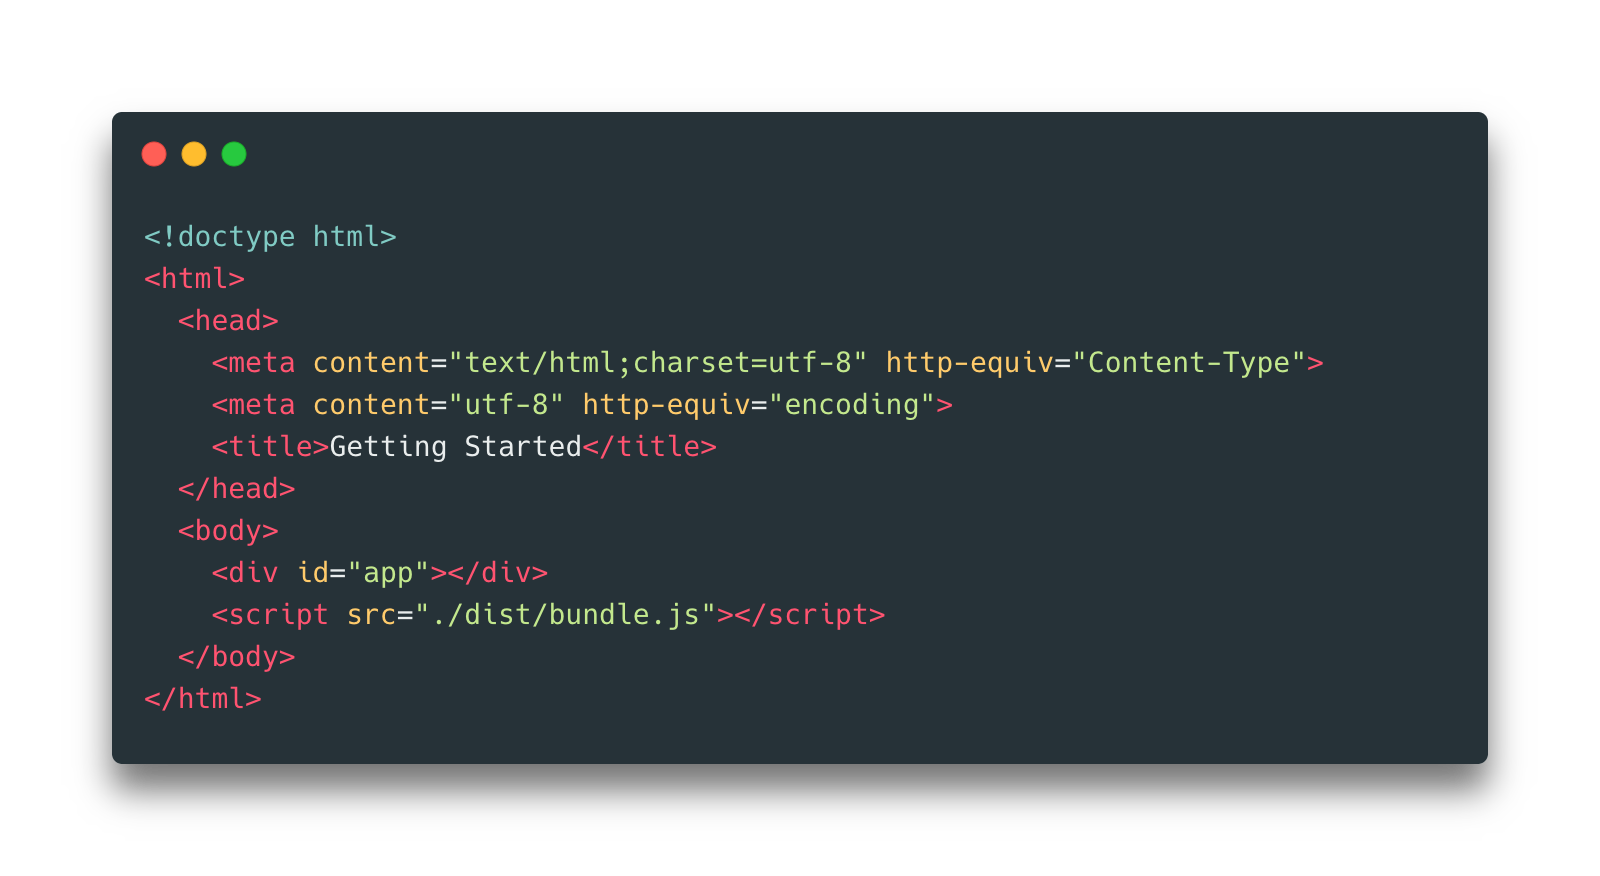 <!doctype html>
<html>
  <head>
    <meta content="text/html;charset=utf-8" http-equiv="Content-Type">
    <meta content="utf-8" http-equiv="encoding">
    <title>Getting Started</title>
  </head>
  <body>
    <div id="app"></div>
    <script src="./dist/bundle.js"></script>
  </body>
</html>